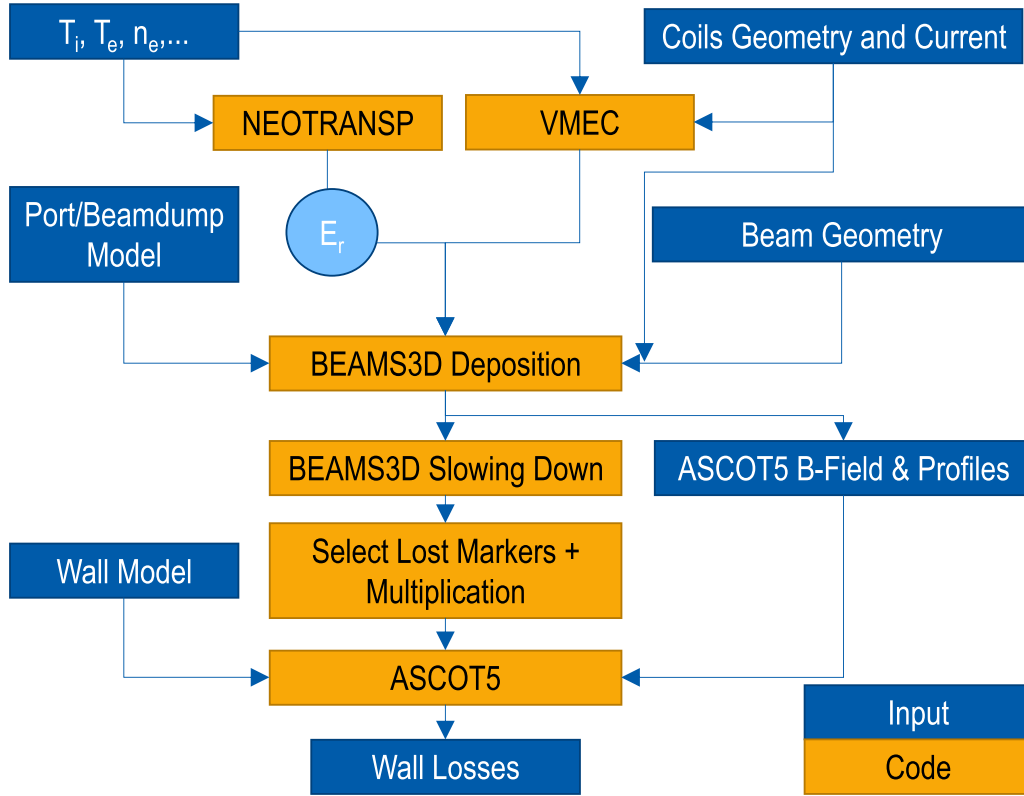 Tᵢ, Tₑ, nₑ,...
Coils Geometry and Current
NEOTRANSP
VMEC
Port/Beamdump
Model
Eᵣ
Beam Geometry
BEAMS3D Deposition
BEAMS3D Slowing Down
ASCOT5 B-Field & Profiles
Select Lost Markers +
Multiplication
Wall Model
ASCOT5
Input
Wall Losses
Code